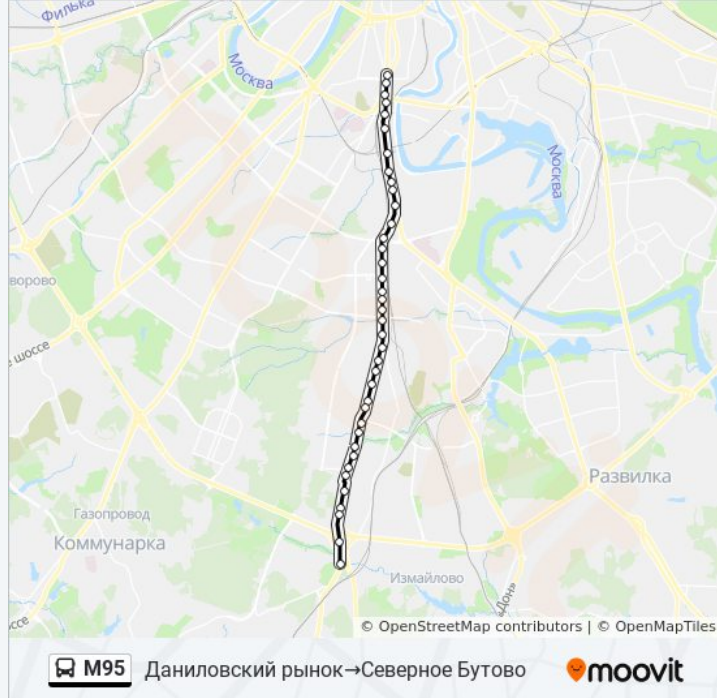 Филька
Москва
Москва
ворово
е шоссе
Развилка
Газопровод
Коммунарка
Измайлово
«Дон»
ссе
© OpenStreetMap contributors | © OpenMapTiles
M95 Даниловский рынок→Северное Бутово
moovit